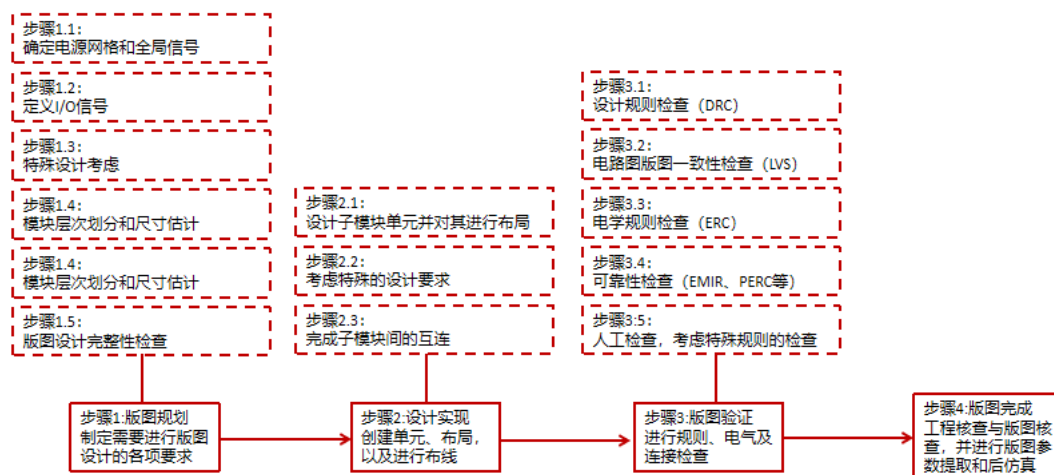 步骤1.1：
确定电源网格和全局信号
步骤1.2：
定义I/O信号
步骤1.3：
特殊设计考虑
步骤1.4：
模块层次划分和尺寸估计
步骤1.4：
模块层次划分和尺寸估计
步骤1.5：
版图设计完整性检查
步骤2.1：
设计子模块单元并对其进行布局
步骤2.2：
考虑特殊的设计要求
步骤2.3：
完成子模块间的互连
步骤3.1：
设计规则检查（DRC）
步骤3.2：
电路图版图一致性检查（LVS）
步骤3.3：
电学规则检查（ERC）
步骤3.4：
可靠性检查（EMIR、PERC等）
步骤3:5：
人工检查，考虑特殊规则的检查
步骤1:版图规划
制定需要进行版图
设计的各项要求
步骤2:设计实现
创建单元、布局，
以及进行布线
步骤3:版图验证
进行规则、电气及
连接检查
步骤4:版图完成
工程核查与版图核
查，并进行版图参
数提取和后仿真